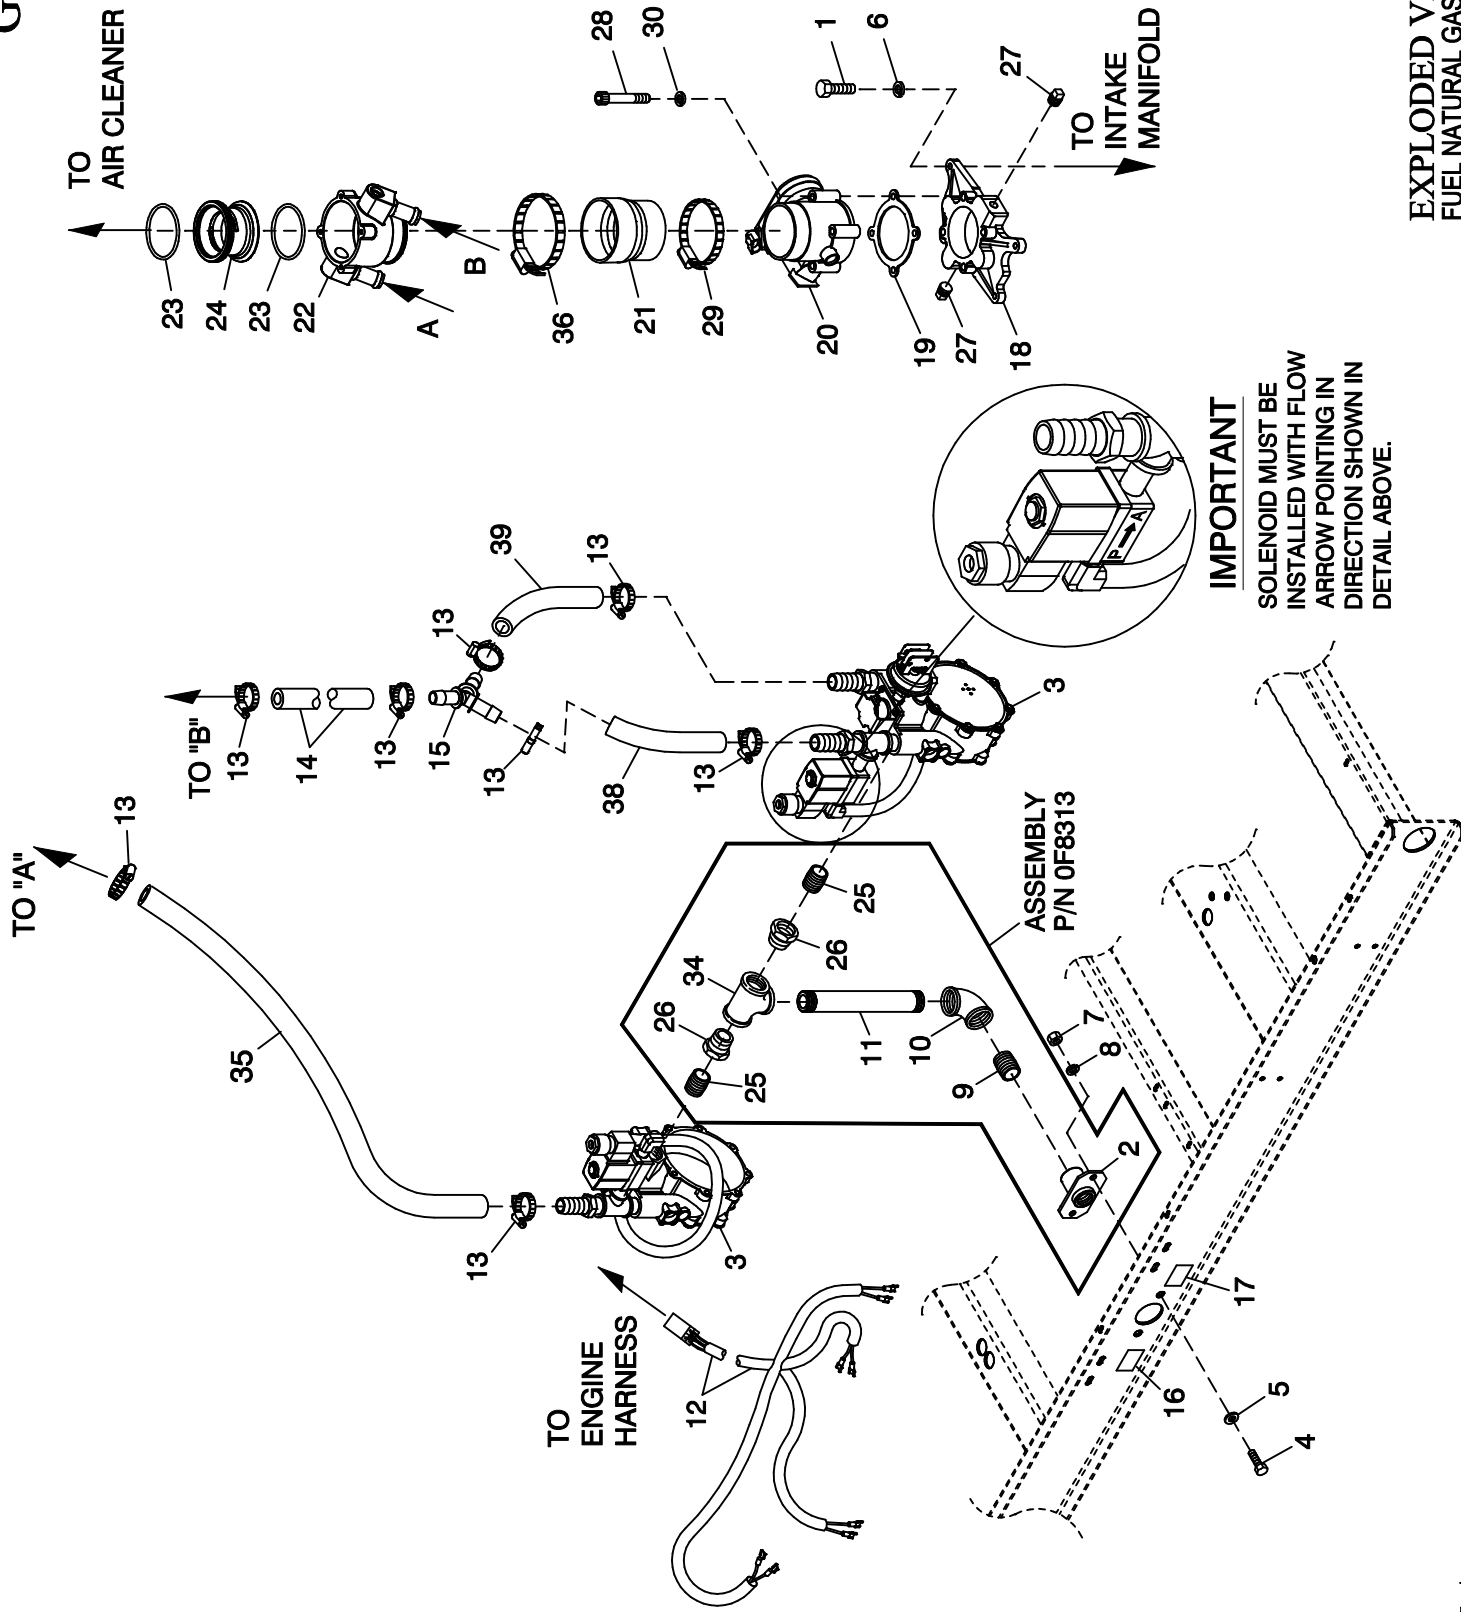 G
TO
AIR CLEANER
28
30
1
6
27
TO
INTAKE
MANIFOLD
EXPLODED V
FUEL NATURAL GAS
23
24
23
22
A
B
36
21
29
20
19
27
18
IMPORTANT
SOLENOID MUST BE
INSTALLED WITH FLOW
ARROW POINTING IN
DIRECTION SHOWN IN
DETAIL ABOVE.
P
A
39
13
13
TO "B"
13
14
13
15
13
38
13
3
TO "A"
13
35
13
3
ASSEMBLY
P/N 0F8313
25
26
34
26
25
11
10
9
7
8
2
TO
ENGINE
HARNESS
12
17
16
5
4